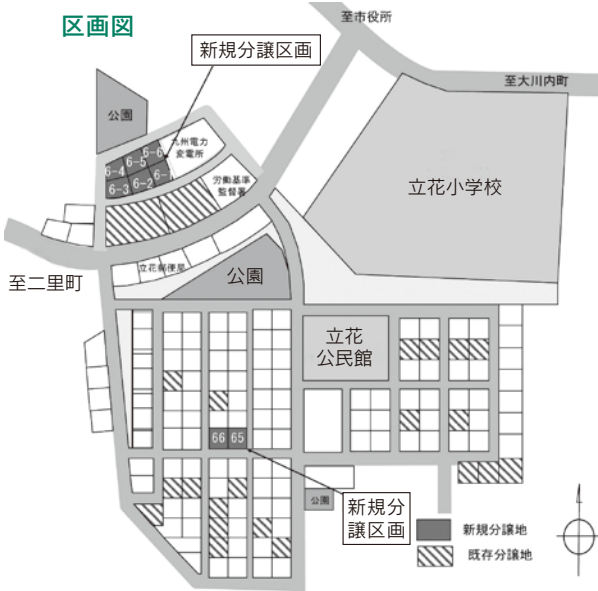 区画図
至市役所
新規分譲区画
至大川内町
公園
九州電力
変電所
6-6
6-5
6-4
6-3
6-2
労働基準
監督署
立花小学校
至二里町
立花郵便局
公園
立花
公民館
66
65
公園
新規分
譲区画
新規分譲地
既存分譲地